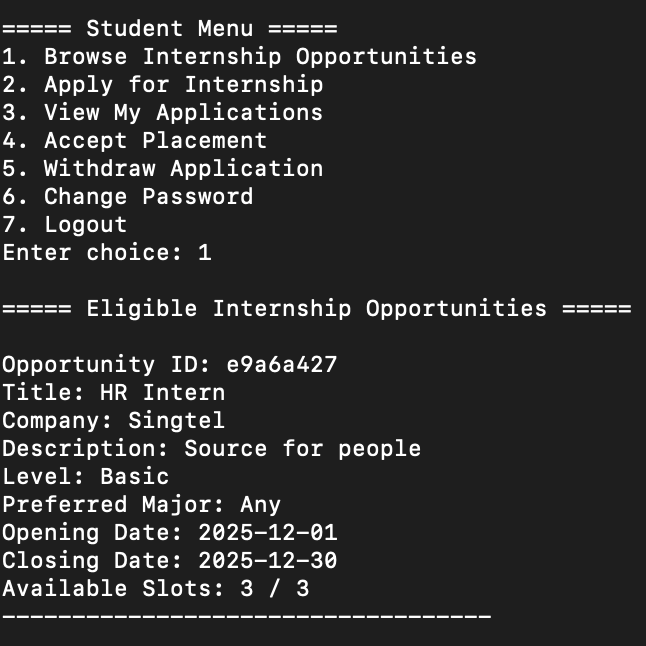 ===== Student Menu =====
1. Browse Internship Opportunities
2. Apply for Internship
3. View My Applications
4. Accept Placement
5. Withdraw Application
6. Change Password
7. Logout
Enter choice: 1
===== Eligible Internship Opportunities =====
Opportunity ID: e9a6a427
Title: HR Intern
Company: Singtel
Description: Source for people
Level: Basic
Preferred Major: Any
Opening Date: 2025-12-01
Closing Date: 2025-12-30
Available Slots: 3 / 3
-----------------------------------